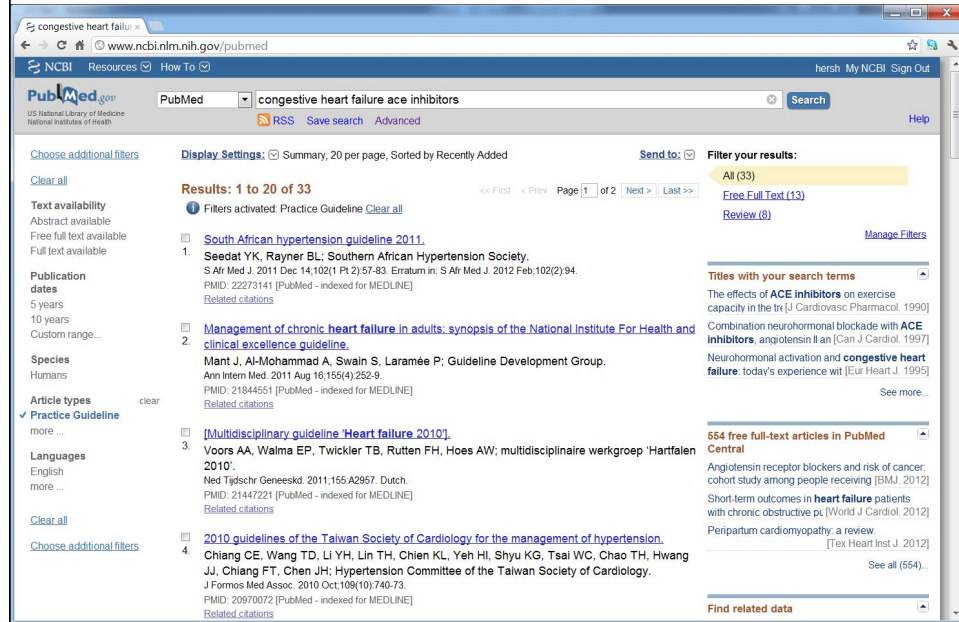 congestive heart failu
www.ncbi.nlm.nih.gov/pubmed
NCBI Resources How To
hersh My NCBI Sign Out
PubMed.gov
US National Library of Medicine
National Institutes of Health
PubMed
congestive heart failure ace inhibitors
Search
RSS Save search Advanced
Help
Choose additional filters
Clear all
Text availability
Abstract available
Free full text available
Full text available
Publication
dates
5 years
10 years
Custom range...
Species
Humans
Article types clear
Practice Guideline
more ...
Languages
English
more ...
Clear all
Choose additional filters
Display Settings: Summary, 20 per page, Sorted by Recently Added
Send to:
Results: 1 to 20 of 33
<< First < Prev Page 1 of 2 Next > Last >>
Filters activated: Practice Guideline Clear all
South African hypertension guideline 2011.
1. Seedat YK, Rayner BL; Southern African Hypertension Society.
S Afr Med J. 2011 Dec 14;102(1 Pt 2):57-83. Erratum in: S Afr Med J. 2012 Feb;102(2):94.
PMID: 22273141 [PubMed - indexed for MEDLINE]
Related citations
Management of chronic heart failure in adults: synopsis of the National Institute For Health and
2. clinical excellence guideline.
Mant J, Al-Mohammad A, Swain S, Laramée P; Guideline Development Group.
Ann Intern Med. 2011 Aug 16;155(4):252-9.
PMID: 21844551 [PubMed - indexed for MEDLINE]
Related citations
[Multidisciplinary guideline 'Heart failure 2010'].
3. Voors AA, Walma EP, Twickler TB, Rutten FH, Hoes AW; multidisciplinaire werkgroep 'Hartfalen
2010'.
Ned Tijdschr Geneeskd. 2011;155:A2957. Dutch.
PMID: 21447221 [PubMed - indexed for MEDLINE]
Related citations
2010 guidelines of the Taiwan Society of Cardiology for the management of hypertension.
4. Chiang CE, Wang TD, Li YH, Lin TH, Chien KL, Yeh HI, Shyu KG, Tsai WC, Chao TH, Hwang
JJ, Chiang FT, Chen JH; Hypertension Committee of the Taiwan Society of Cardiology.
J Formos Med Assoc. 2010 Oct;109(10):740-73.
PMID: 20970072 [PubMed - indexed for MEDLINE]
Related citations
Filter your results:
All (33)
Free Full Text (13)
Review (8)
Manage Filters
Titles with your search terms
The effects of ACE inhibitors on exercise
capacity in the tre [J Cardiovasc Pharmacol. 1990]
Combination neurohormonal blockade with ACE
inhibitors, angiotensin II an [Can J Cardiol. 1997]
Neurohormonal activation and congestive heart
failure: today's experience wit [Eur Heart J. 1995]
See more...
554 free full-text articles in PubMed
Central
Angiotensin receptor blockers and risk of cancer:
cohort study among people receiving [BMJ. 2012]
Short-term outcomes in heart failure patients
with chronic obstructive pu [World J Cardiol. 2012]
Peripartum cardiomyopathy: a review.
[Tex Heart Inst J. 2012]
See all (554)...
Find related data